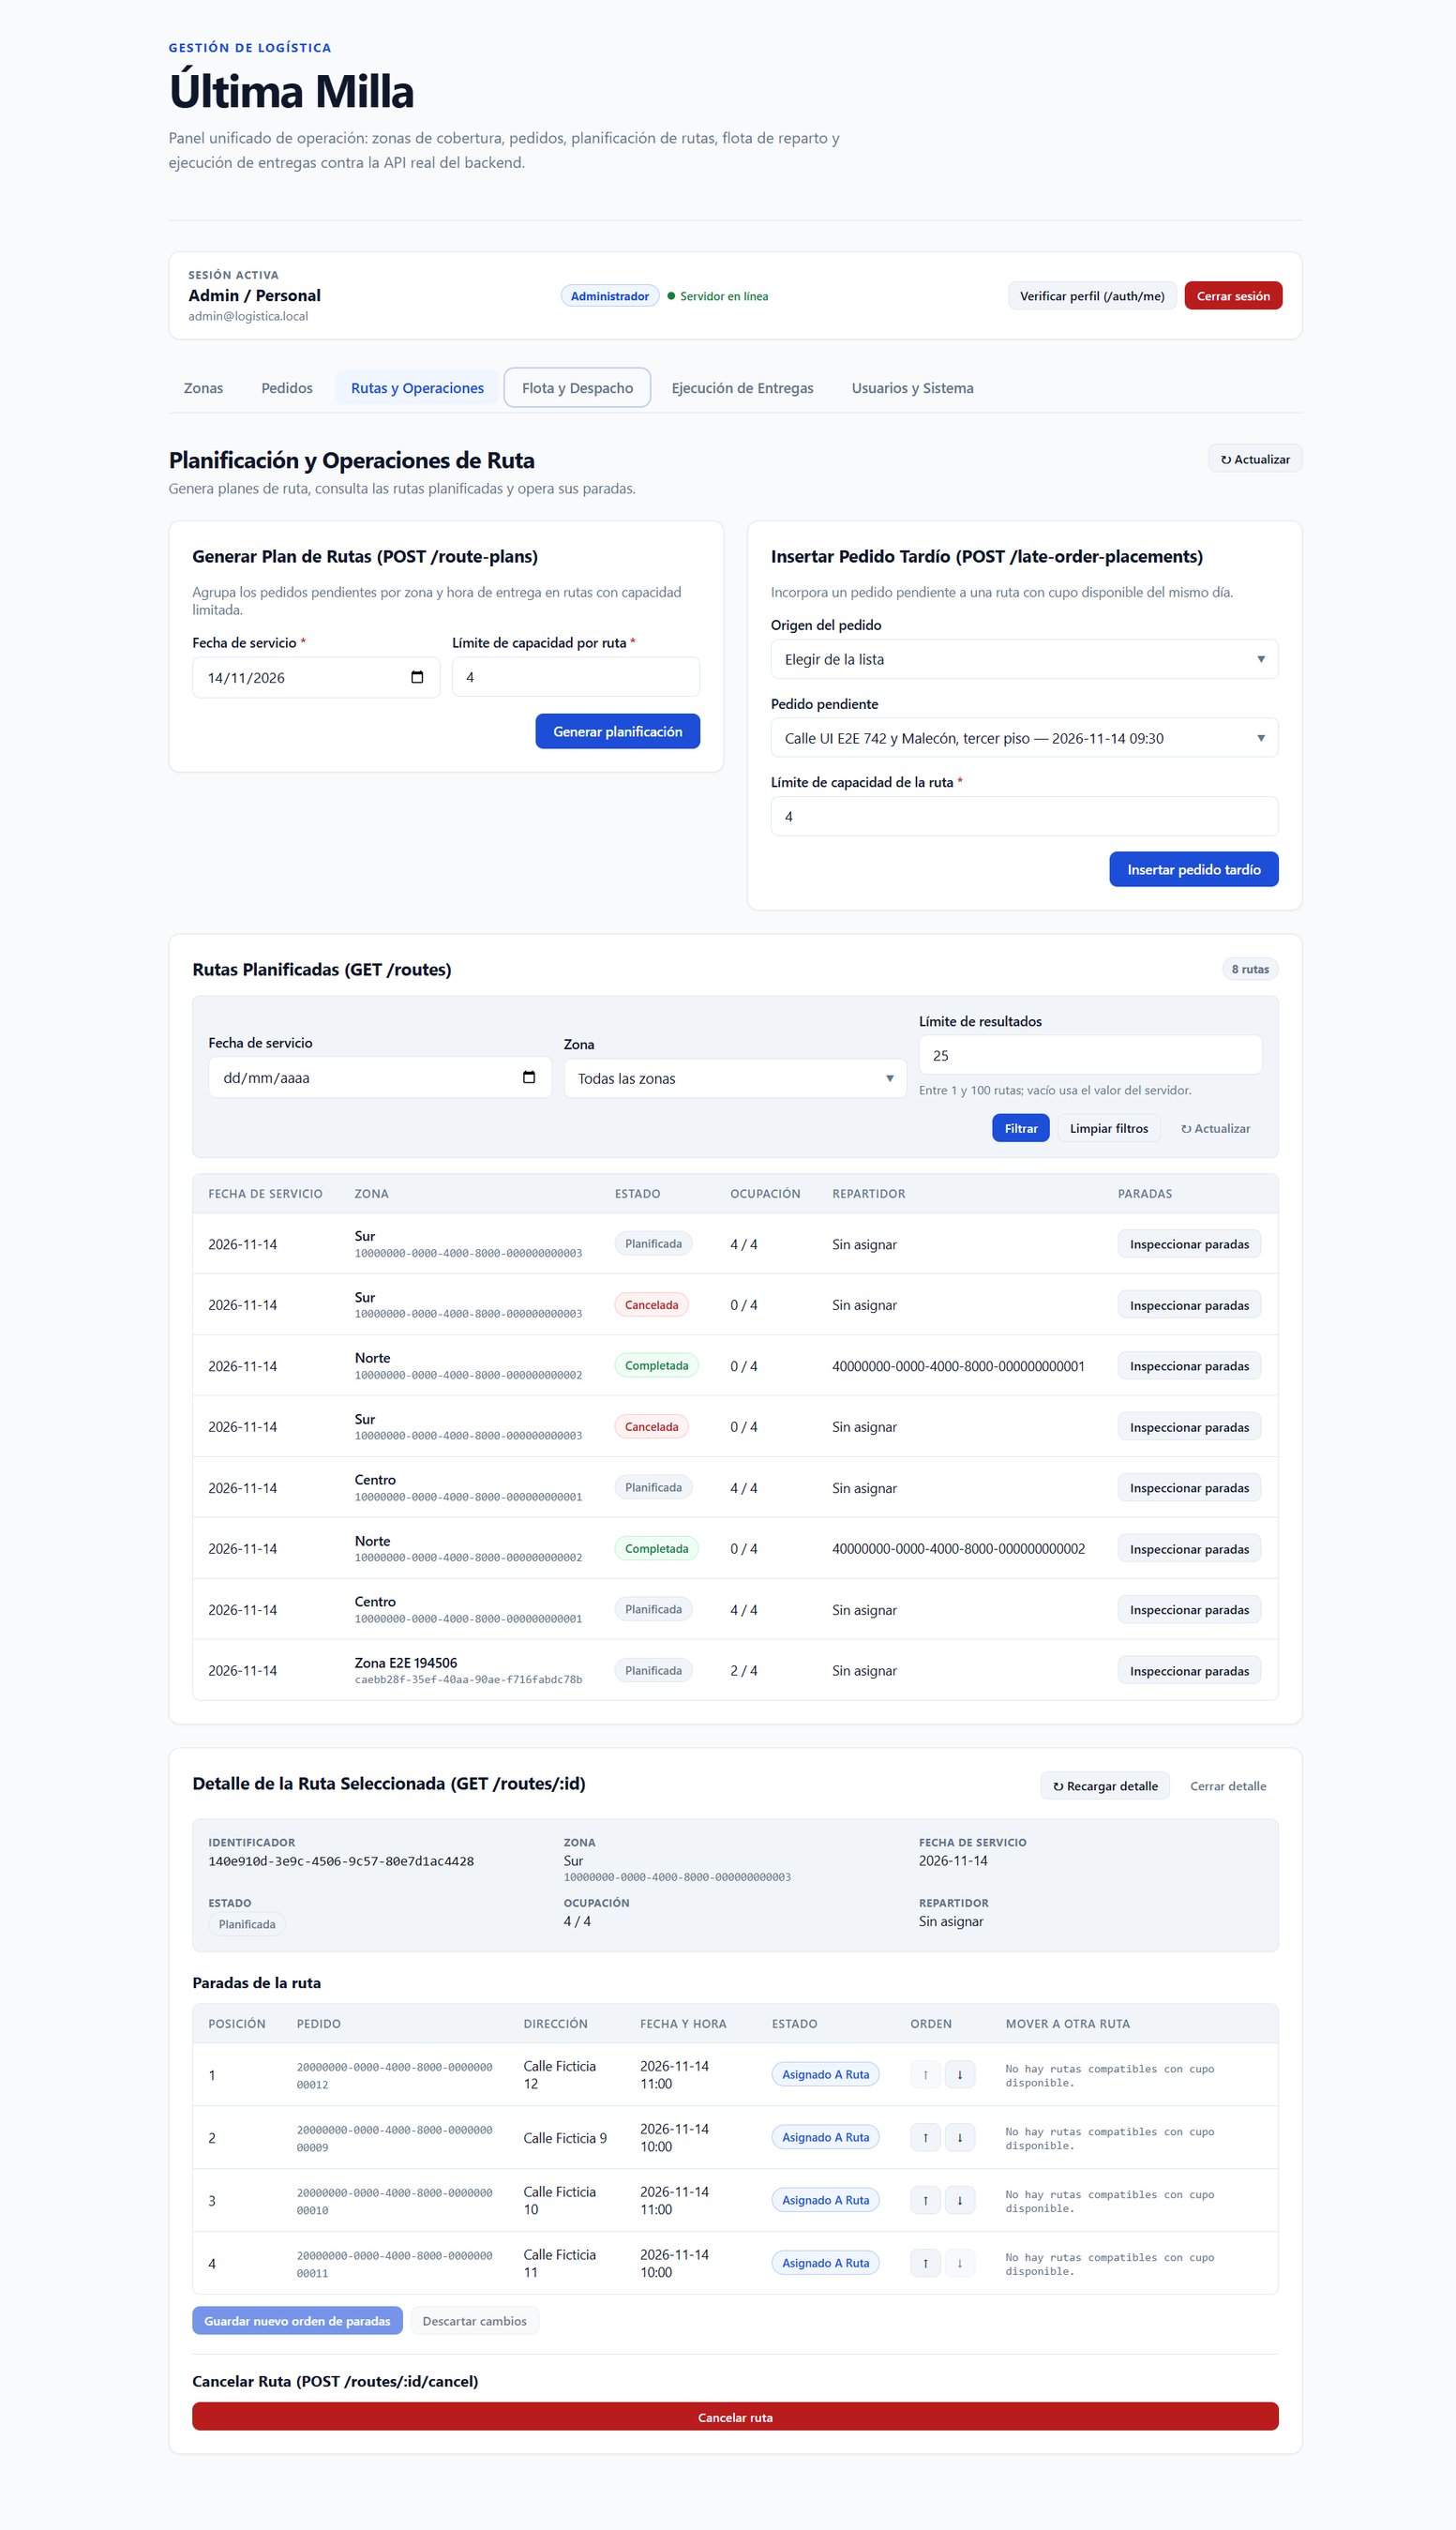 GESTIÓN DE LOGÍSTICA
Última Milla
Panel unificado de operación: zonas de cobertura, pedidos, planificación de rutas, flota de reparto y
ejecución de entregas contra la API real del backend.
SESIÓN ACTIVA
Admin / Personal
admin@logistica.local
Administrador
Servidor en línea
Verificar perfil (/auth/me)
Cerrar sesión
Zonas
Pedidos
Rutas y Operaciones
Flota y Despacho
Ejecución de Entregas
Usuarios y Sistema
Planificación y Operaciones de Ruta
Genera planes de ruta, consulta las rutas planificadas y opera sus paradas.
↻ Actualizar
Generar Plan de Rutas (POST /route-plans)
Agrupa los pedidos pendientes por zona y hora de entrega en rutas con capacidad
limitada.
Fecha de servicio *
14/11/2026
Límite de capacidad por ruta *
4
Generar planificación
Insertar Pedido Tardío (POST /late-order-placements)
Incorpora un pedido pendiente a una ruta con cupo disponible del mismo día.
Origen del pedido
Elegir de la lista
Pedido pendiente
Calle UI E2E 742 y Malecón, tercer piso — 2026-11-14 09:30
Límite de capacidad de la ruta *
4
Insertar pedido tardío
Rutas Planificadas (GET /routes)
8 rutas
Fecha de servicio
dd/mm/aaaa
Zona
Todas las zonas
Límite de resultados
25
Entre 1 y 100 rutas; vacío usa el valor del servidor.
Filtrar
Limpiar filtros
↻ Actualizar
FECHA DE SERVICIO ZONA ESTADO OCUPACIÓN REPARTIDOR PARADAS
2026-11-14 Sur Planificada 4 / 4 Sin asignar Inspeccionar paradas
10000000-0000-4000-8000-000000000003
2026-11-14 Sur Cancelada 0 / 4 Sin asignar Inspeccionar paradas
10000000-0000-4000-8000-000000000003
2026-11-14 Norte Completada 0 / 4 40000000-0000-4000-8000-000000000001 Inspeccionar paradas
10000000-0000-4000-8000-000000000002
2026-11-14 Sur Cancelada 0 / 4 Sin asignar Inspeccionar paradas
10000000-0000-4000-8000-000000000003
2026-11-14 Centro Planificada 4 / 4 Sin asignar Inspeccionar paradas
10000000-0000-4000-8000-000000000001
2026-11-14 Norte Completada 0 / 4 40000000-0000-4000-8000-000000000002 Inspeccionar paradas
10000000-0000-4000-8000-000000000002
2026-11-14 Centro Planificada 4 / 4 Sin asignar Inspeccionar paradas
10000000-0000-4000-8000-000000000001
2026-11-14 Zona E2E 194506 Planificada 2 / 4 Sin asignar Inspeccionar paradas
caebb28f-35ef-40aa-90ae-f716fabdc78b
Detalle de la Ruta Seleccionada (GET /routes/:id)
↻ Recargar detalle
Cerrar detalle
IDENTIFICADOR
140e910d-3e9c-4506-9c57-80e7d1ac4428
ZONA
Sur
10000000-0000-4000-8000-000000000003
FECHA DE SERVICIO
2026-11-14
ESTADO
Planificada
OCUPACIÓN
4 / 4
REPARTIDOR
Sin asignar
Paradas de la ruta
POSICIÓN PEDIDO DIRECCIÓN FECHA Y HORA ESTADO ORDEN MOVER A OTRA RUTA
1 20000000-0000-4000-8000-0000000 Calle Ficticia 2026-11-14 Asignado A Ruta ↑ ↓ No hay rutas compatibles con cupo
00012 12 11:00 disponible.
2 20000000-0000-4000-8000-0000000 Calle Ficticia 9 2026-11-14 Asignado A Ruta ↑ ↓ No hay rutas compatibles con cupo
00009 10:00 disponible.
3 20000000-0000-4000-8000-0000000 Calle Ficticia 2026-11-14 Asignado A Ruta ↑ ↓ No hay rutas compatibles con cupo
00010 10 11:00 disponible.
4 20000000-0000-4000-8000-0000000 Calle Ficticia 2026-11-14 Asignado A Ruta ↑ ↓ No hay rutas compatibles con cupo
00011 11 10:00 disponible.
Guardar nuevo orden de paradas
Descartar cambios
Cancelar Ruta (POST /routes/:id/cancel)
Cancelar ruta